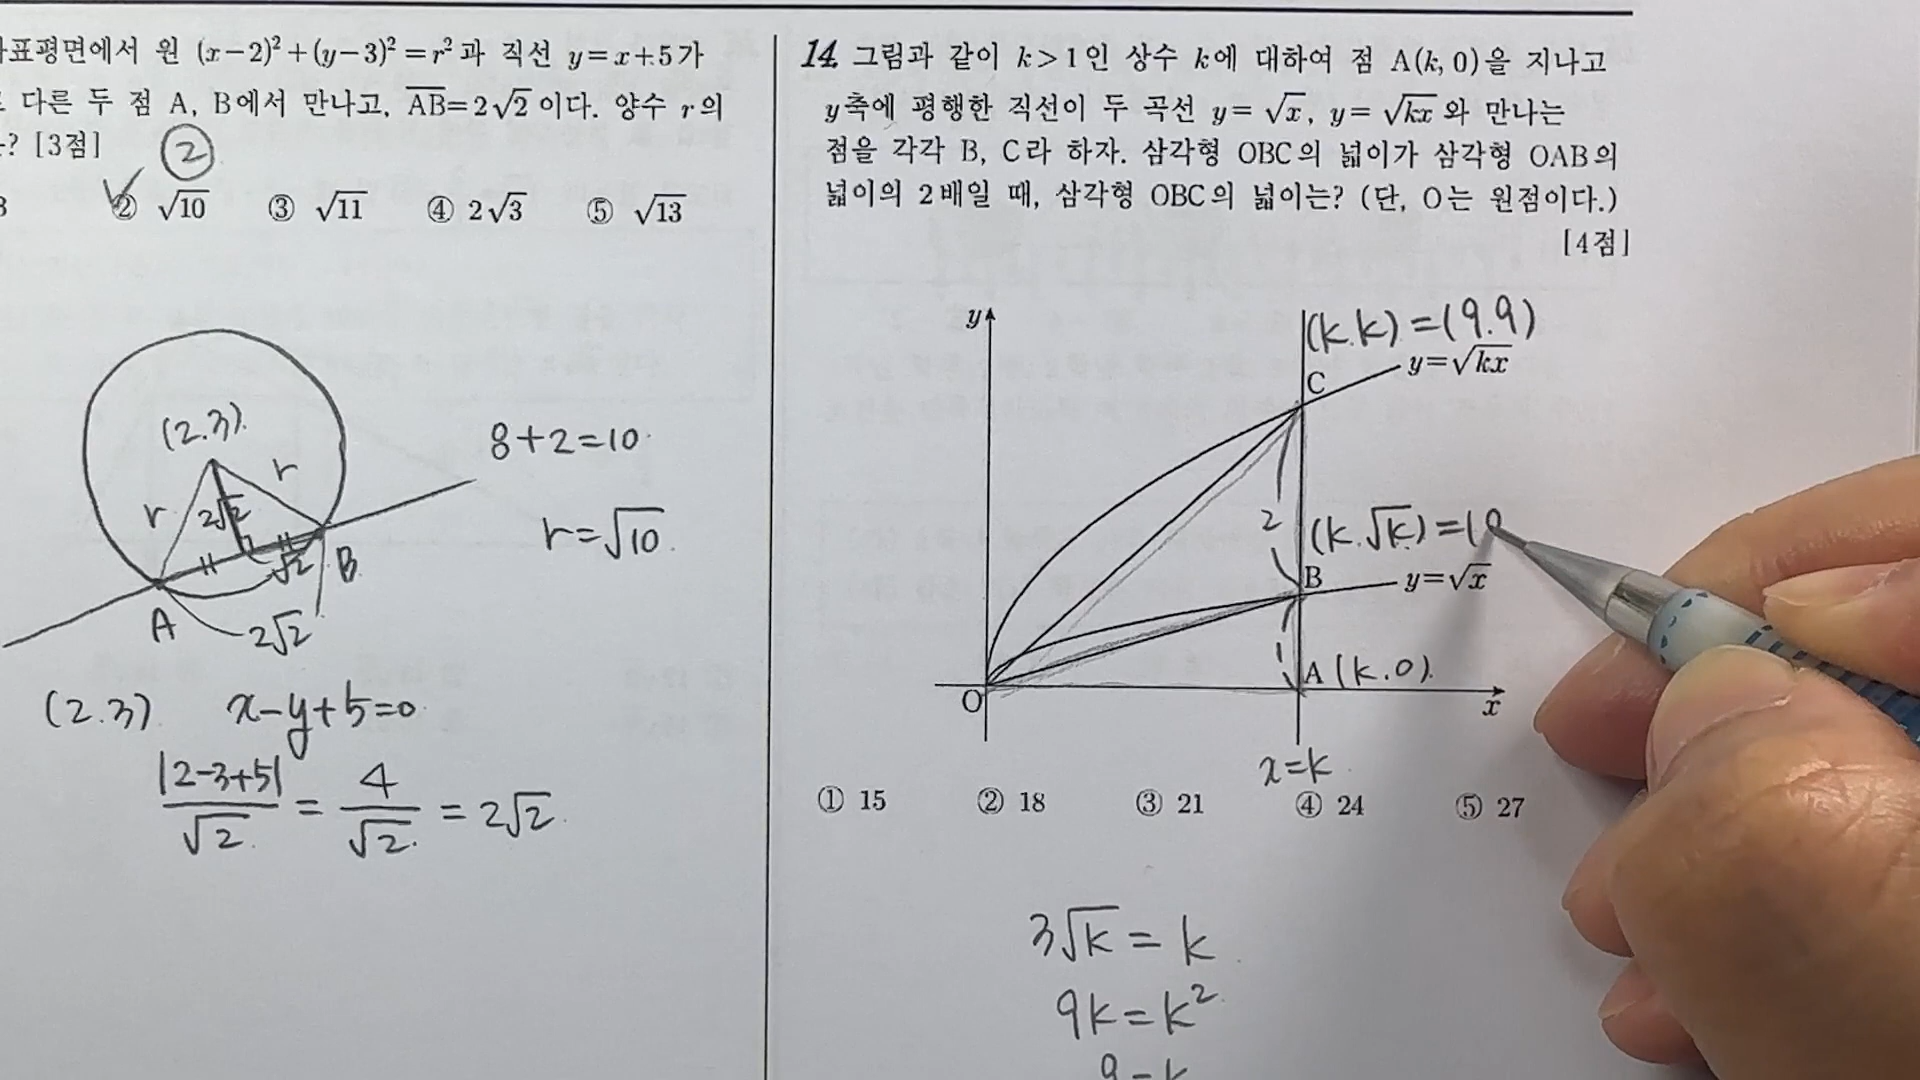 표평면에서 원 (x−2)²+(y−3)²=r²과 직선 y=x+5가
다른 두 점 A, B에서 만나고, AB=2√2이다. 양수 r의
? [3점]
②
② √10 ③ √11 ④ 2√3 ⑤ √13
(2.3)
r
r
2√2
√2
A
B
2√2
8+2=10
r=√10
(2.3) x-y+5=0
|2-3+5|/√2 = 4/√2 = 2√2
14. 그림과 같이 k>1인 상수 k에 대하여 점 A(k, 0)을 지나고
y축에 평행한 직선이 두 곡선 y=√x, y=√kx와 만나는
점을 각각 B, C라 하자. 삼각형 OBC의 넓이가 삼각형 OAB의
넓이의 2배일 때, 삼각형 OBC의 넓이는? (단, O는 원점이다.)
[4점]
y
(k.k)=(9.9)
y=√kx
C
2
(k.√k)=(9
B
y=√x
1
A (k.0)
O
x
x=k
① 15 ② 18 ③ 21 ④ 24 ⑤ 27
3√k = k
9k=k²
9=k